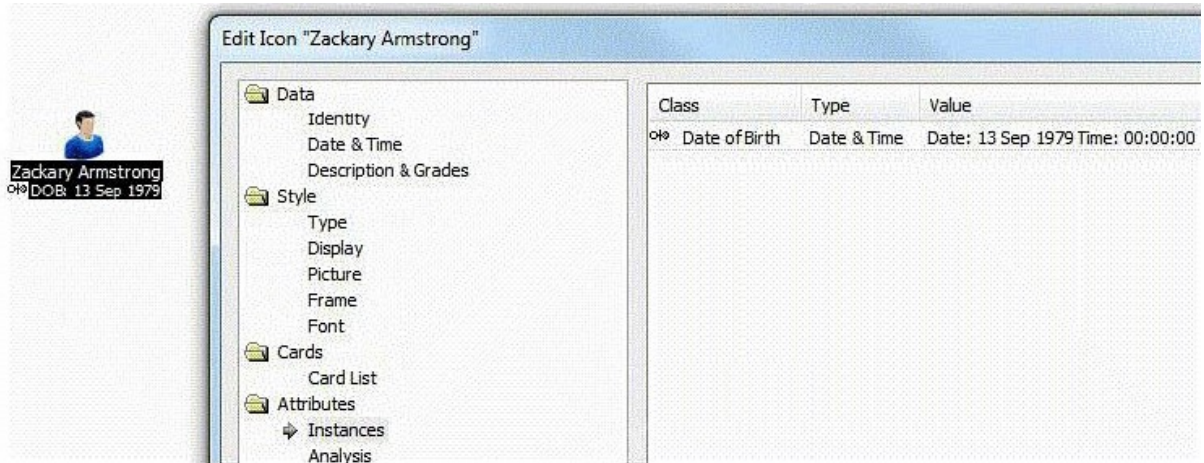 Edit Icon "Zackary Armstrong"
Zackary Armstrong
DOB: 13 Sep 1979
Data
Identity
Date & Time
Description & Grades
Style
Type
Display
Picture
Frame
Font
Cards
Card List
Attributes
Instances
Analysis
Class Type Value
Date of Birth Date & Time Date: 13 Sep 1979 Time: 00:00:00